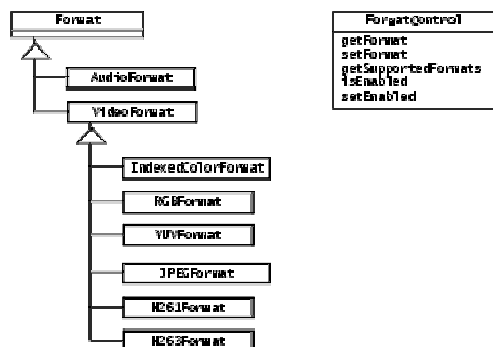 Format
AudioFormat
VideoFormat
IndexedColorFormat
RGBFormat
YUVFormat
JPEGFormat
H261Format
H263Format
FormatControl
getFormat
setFormat
getSupportedFormats
isEnabled
setEnabled